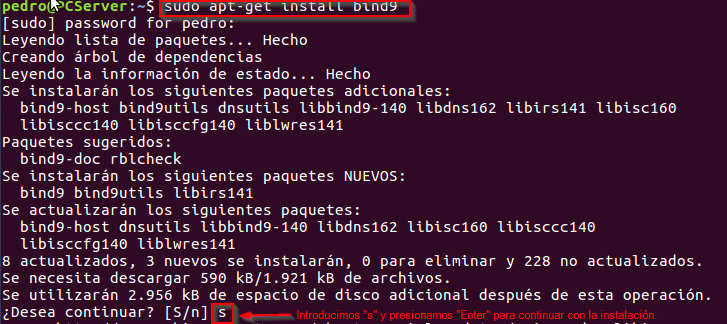 pedro@PCServer:~$ sudo apt-get install bind9
[sudo] password for pedro:
Leyendo lista de paquetes... Hecho
Creando árbol de dependencias
Leyendo la información de estado... Hecho
Se instalarán los siguientes paquetes adicionales:
bind9-host bind9utils dnsutils libbind9-140 libdns162 libirs141 libisc160
libisccc140 libisccfg140 liblwres141
Paquetes sugeridos:
bind9-doc rblcheck
Se instalarán los siguientes paquetes NUEVOS:
bind9 bind9utils libirs141
Se actualizarán los siguientes paquetes:
bind9-host dnsutils libbind9-140 libdns162 libisc160 libisccc140
libisccfg140 liblwres141
8 actualizados, 3 nuevos se instalarán, 0 para eliminar y 228 no actualizados.
Se necesita descargar 590 kB/1.921 kB de archivos.
Se utilizarán 2.956 kB de espacio de disco adicional después de esta operación.
¿Desea continuar? [S/n] s Introducimos "s" y presionamos "Enter" para continuar con la instalación.